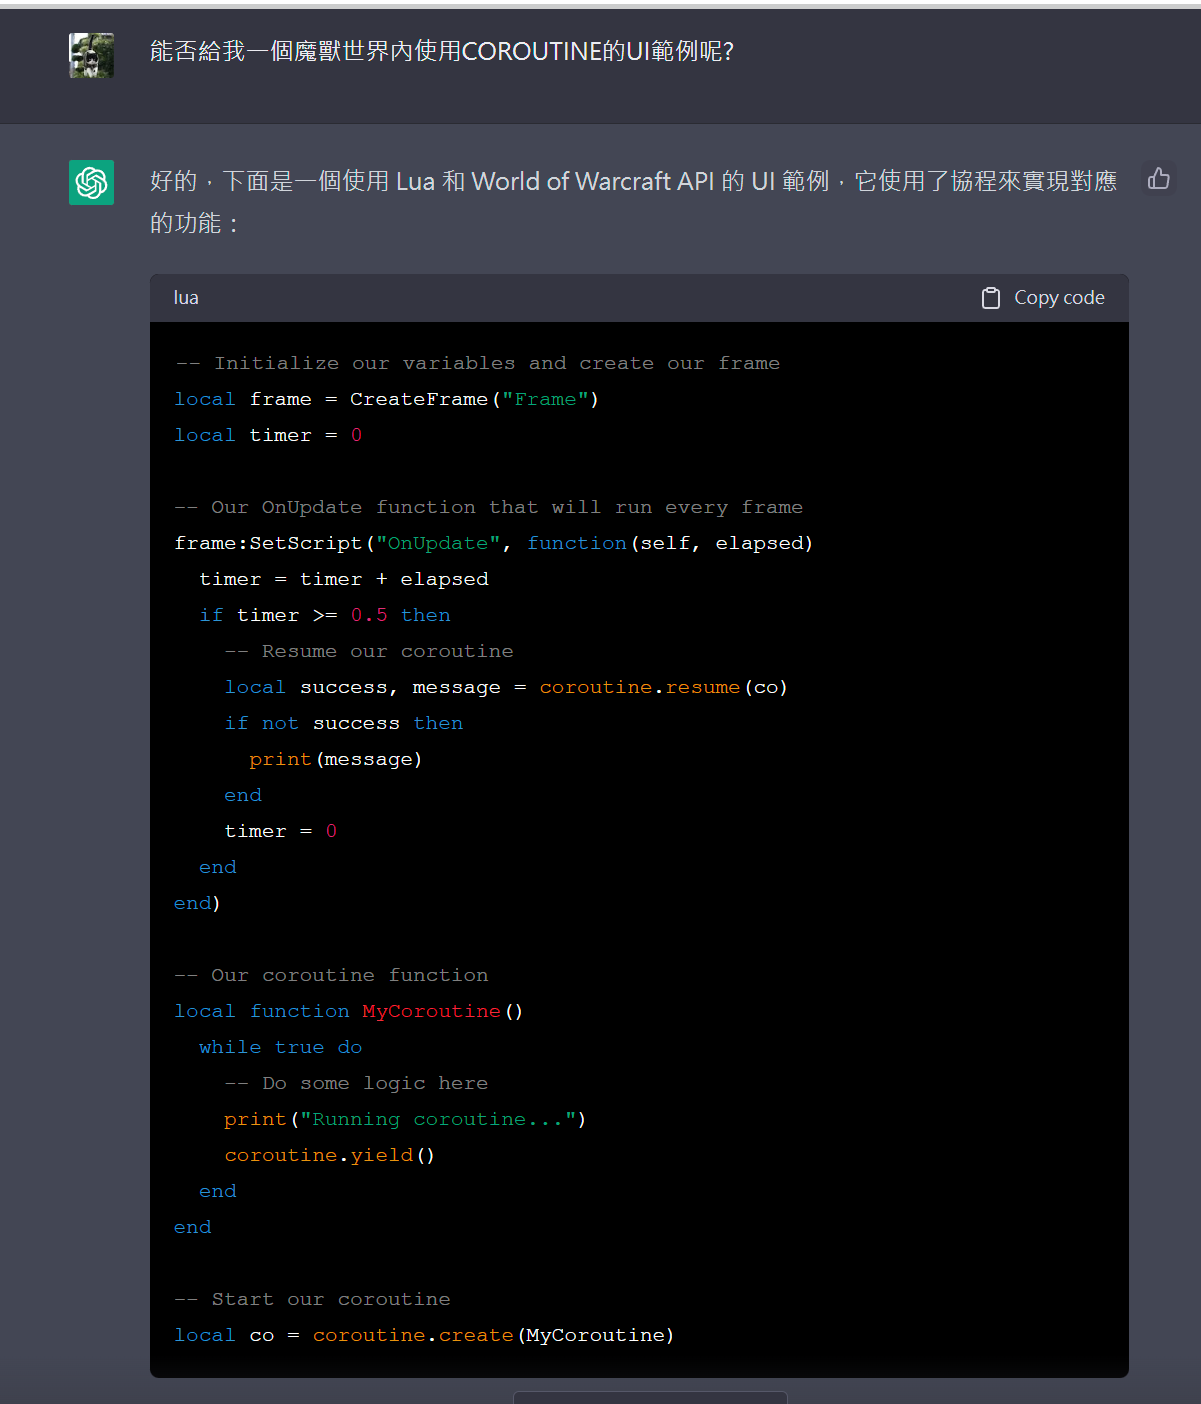 能否給我一個魔獸世界內使用COROUTINE的UI範例呢?
好的，下面是一個使用 Lua 和 World of Warcraft API 的 UI 範例，它使用了協程來實現對應
的功能：
lua
Copy code
-- Initialize our variables and create our frame
local frame = CreateFrame("Frame")
local timer = 0
-- Our OnUpdate function that will run every frame
frame:SetScript("OnUpdate", function(self, elapsed)
  timer = timer + elapsed
  if timer >= 0.5 then
    -- Resume our coroutine
    local success, message = coroutine.resume(co)
    if not success then
      print(message)
    end
    timer = 0
  end
end)
-- Our coroutine function
local function MyCoroutine()
  while true do
    -- Do some logic here
    print("Running coroutine...")
    coroutine.yield()
  end
end
-- Start our coroutine
local co = coroutine.create(MyCoroutine)